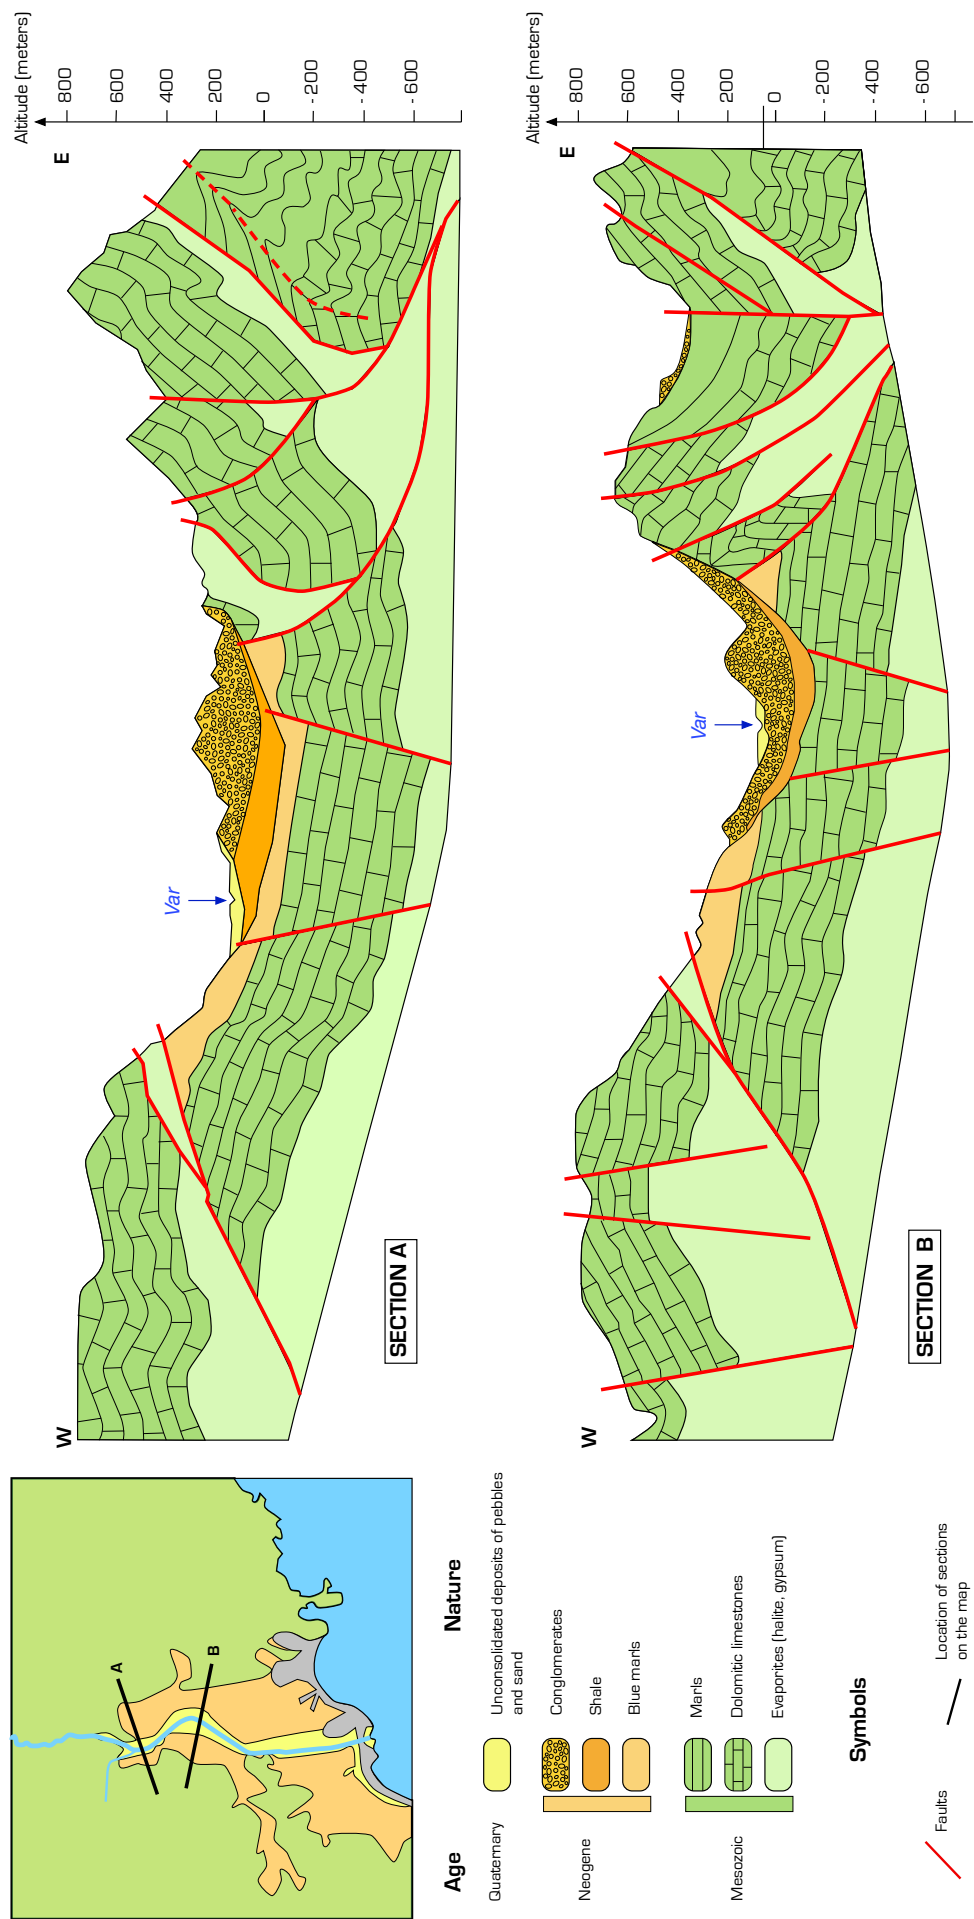 Altitude (meters)
800
600
400
200
0
- 200
- 400
- 600
W
E
Var
SECTION A
Altitude (meters)
800
600
400
200
0
- 200
- 400
- 600
W
E
Var
SECTION B
A
B
Age
Nature
Quaternary
Unconsolidated deposits of pebbles
and sand
Neogene
Conglomerates
Shale
Blue marls
Mesozoic
Marls
Dolomitic limestones
Evaporites (halite, gypsum)
Symbols
Faults
Location of sections
on the map